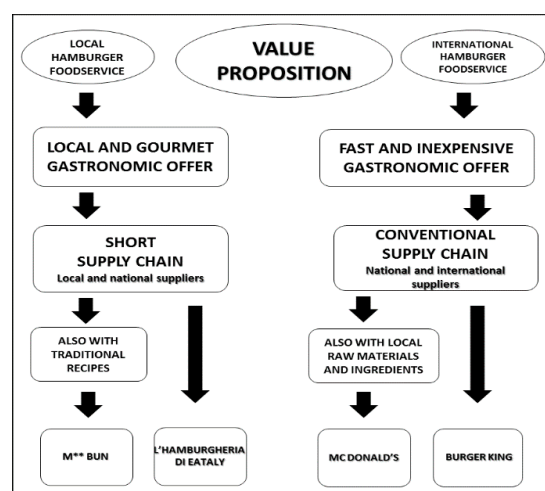 LOCAL
HAMBURGER
FOODSERVICE
VALUE
PROPOSITION
INTERNATIONAL
HAMBURGER
FOODSERVICE
LOCAL AND GOURMET
GASTRONOMIC OFFER
FAST AND INEXPENSIVE
GASTRONOMIC OFFER
SHORT
SUPPLY CHAIN
Local and national suppliers
CONVENTIONAL
SUPPLY CHAIN
National and international
suppliers
ALSO WITH
TRADITIONAL
RECIPES
ALSO WITH LOCAL
RAW MATERIALS
AND INGREDIENTS
M** BUN
L'HAMBURGHERIA
DI EATALY
MC DONALD'S
BURGER KING